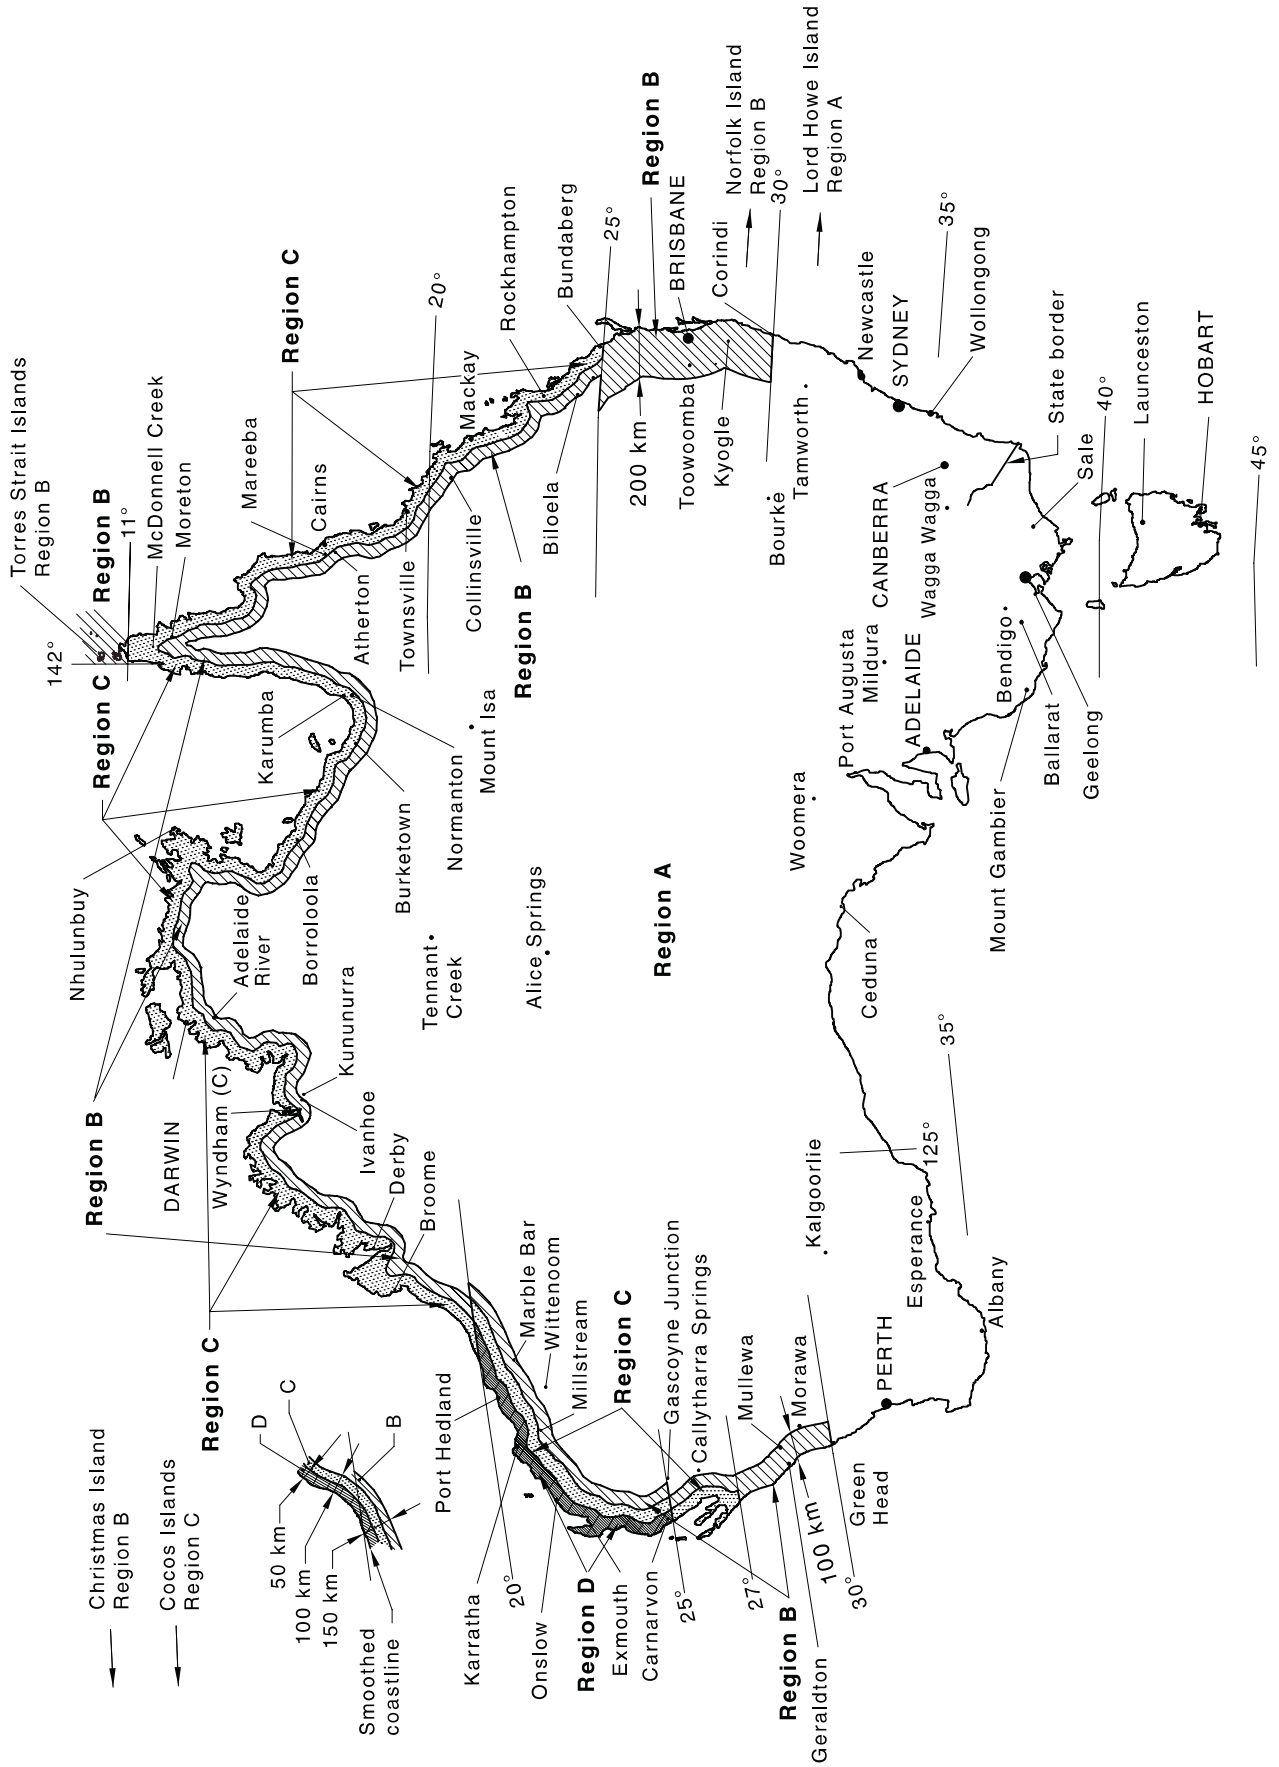 Christmas Island
Region B
Cocos Islands
Region C
50 km
100 km
150 km
Smoothed
coastline
D
C
B
Region C
Region B
DARWIN
Wyndham (C)
Nhulunbuy
Adelaide
River
Borroloola
Kununurra
Ivanhoe
Derby
Broome
Region C
142°
Torres Strait Islands
Region B
Region B
11°
McDonnell Creek
Moreton
Mareeba
Cairns
Region C
Karumba
Atherton
Townsville
20°
Mackay
Collinsville
Rockhampton
Bundaberg
25°
Biloela
Region B
Burketown
Normanton
Mount Isa
Tennant
Creek
Alice Springs
Region A
200 km
Region B
BRISBANE
Toowoomba
Corindi
Kyogle
Norfolk Island
Region B
30°
Lord Howe Island
Region A
Bourke
Tamworth
Newcastle
SYDNEY
35°
Wollongong
CANBERRA
Wagga Wagga
State border
Sale
40°
Launceston
HOBART
45°
Port Augusta
Mildura
ADELAIDE
Woomera
Bendigo
Ballarat
Geelong
Mount Gambier
Ceduna
35°
125°
Kalgoorlie
Esperance
Albany
PERTH
Port Hedland
Marble Bar
Wittenoom
Millstream
Region C
Gascoyne Junction
Callytharra Springs
Mullewa
Morawa
Karratha
20°
Onslow
Region D
Exmouth
Carnarvon
25°
27°
Region B
Geraldton
100 km
30°
Green
Head